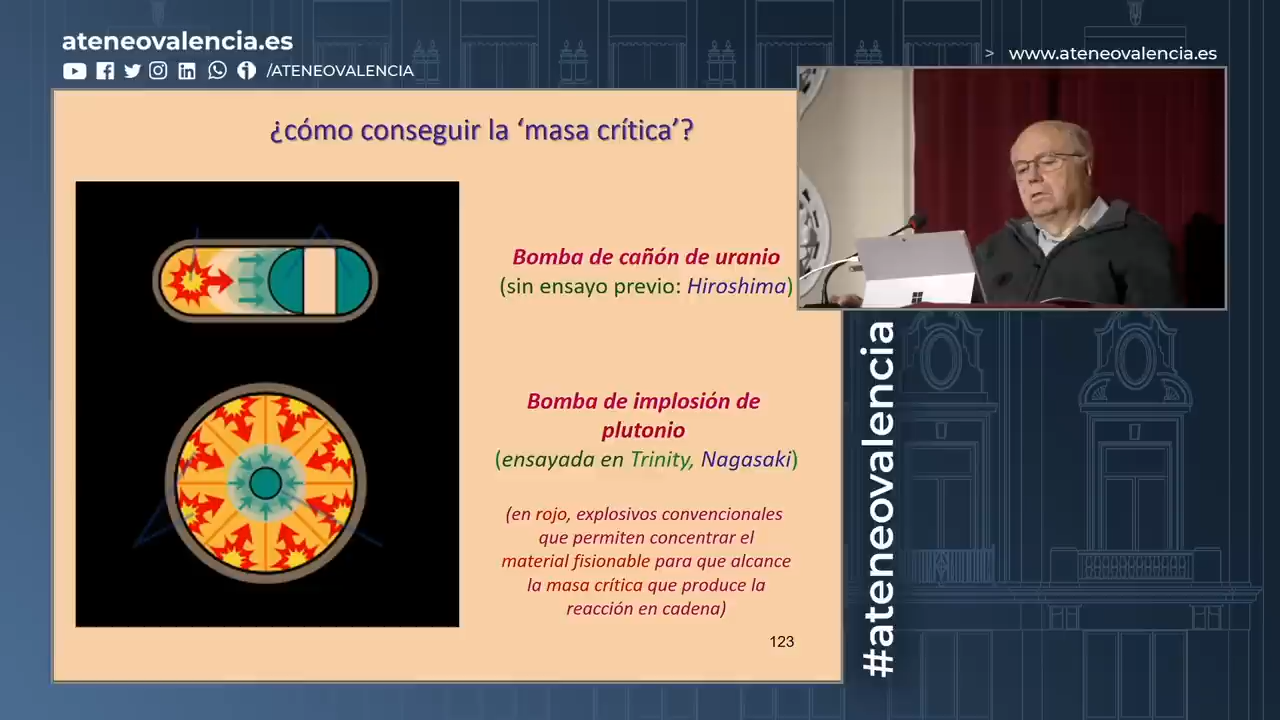 ateneovalencia.es
/ATENEOVALENCIA
> www.ateneovalencia.es
¿cómo conseguir la ‘masa crítica’?
Bomba de cañón de uranio
(sin ensayo previo: Hiroshima)
Bomba de implosión de
plutonio
(ensayada en Trinity, Nagasaki)
(en rojo, explosivos convencionales
que permiten concentrar el
material fisionable para que alcance
la masa crítica que produce la
reacción en cadena)
123
#ateneovalencia